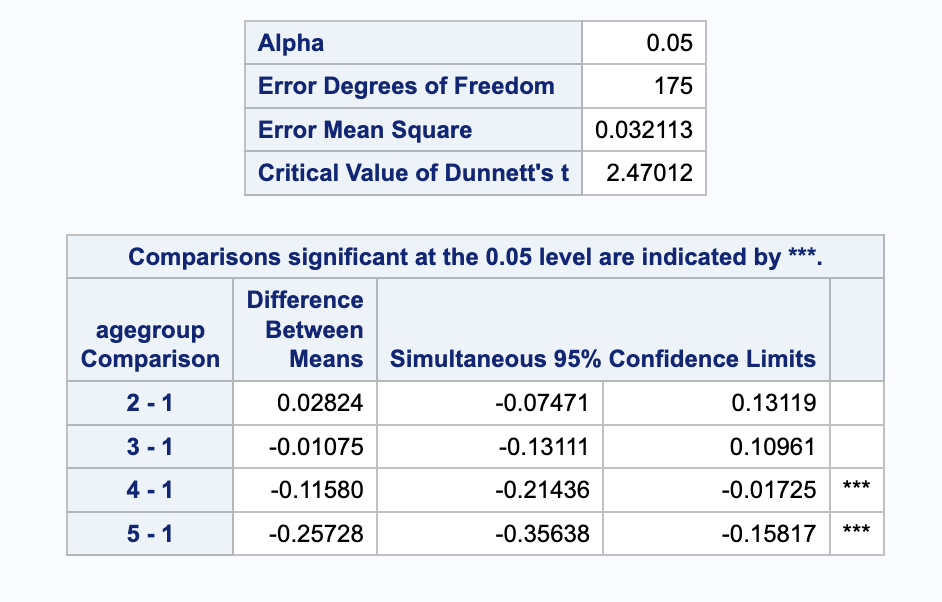 Alpha 0.05
Error Degrees of Freedom 175
Error Mean Square 0.032113
Critical Value of Dunnett's t 2.47012
Comparisons significant at the 0.05 level are indicated by ***.
agegroup
Comparison
Difference
Between
Means
Simultaneous 95% Confidence Limits
2 - 1 0.02824 -0.07471 0.13119
3 - 1 -0.01075 -0.13111 0.10961
4 - 1 -0.11580 -0.21436 -0.01725 ***
5 - 1 -0.25728 -0.35638 -0.15817 ***